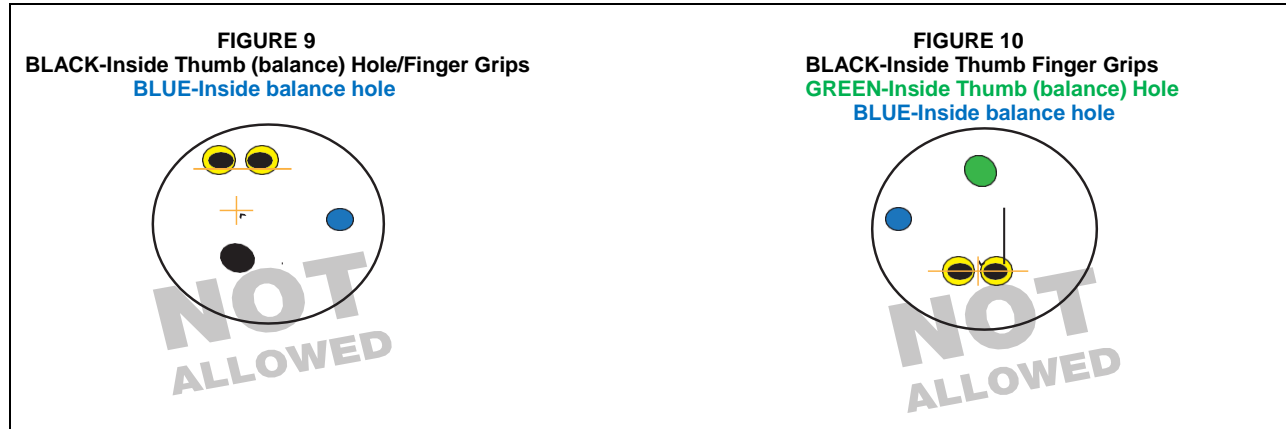 FIGURE 9
BLACK-Inside Thumb (balance) Hole/Finger Grips
BLUE-Inside balance hole
NOT
ALLOWED
FIGURE 10
BLACK-Inside Thumb Finger Grips
GREEN-Inside Thumb (balance) Hole
BLUE-Inside balance hole
NOT
ALLOWED